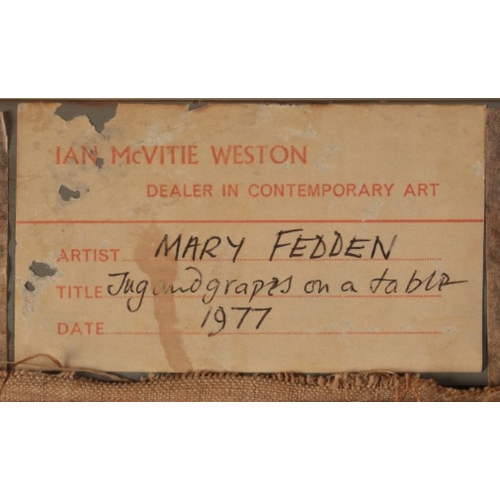 IAN McVITIE WESTON
DEALER IN CONTEMPORARY ART
ARTIST MARY FEDDEN
TITLE Jug and grapes on a table
DATE 1977